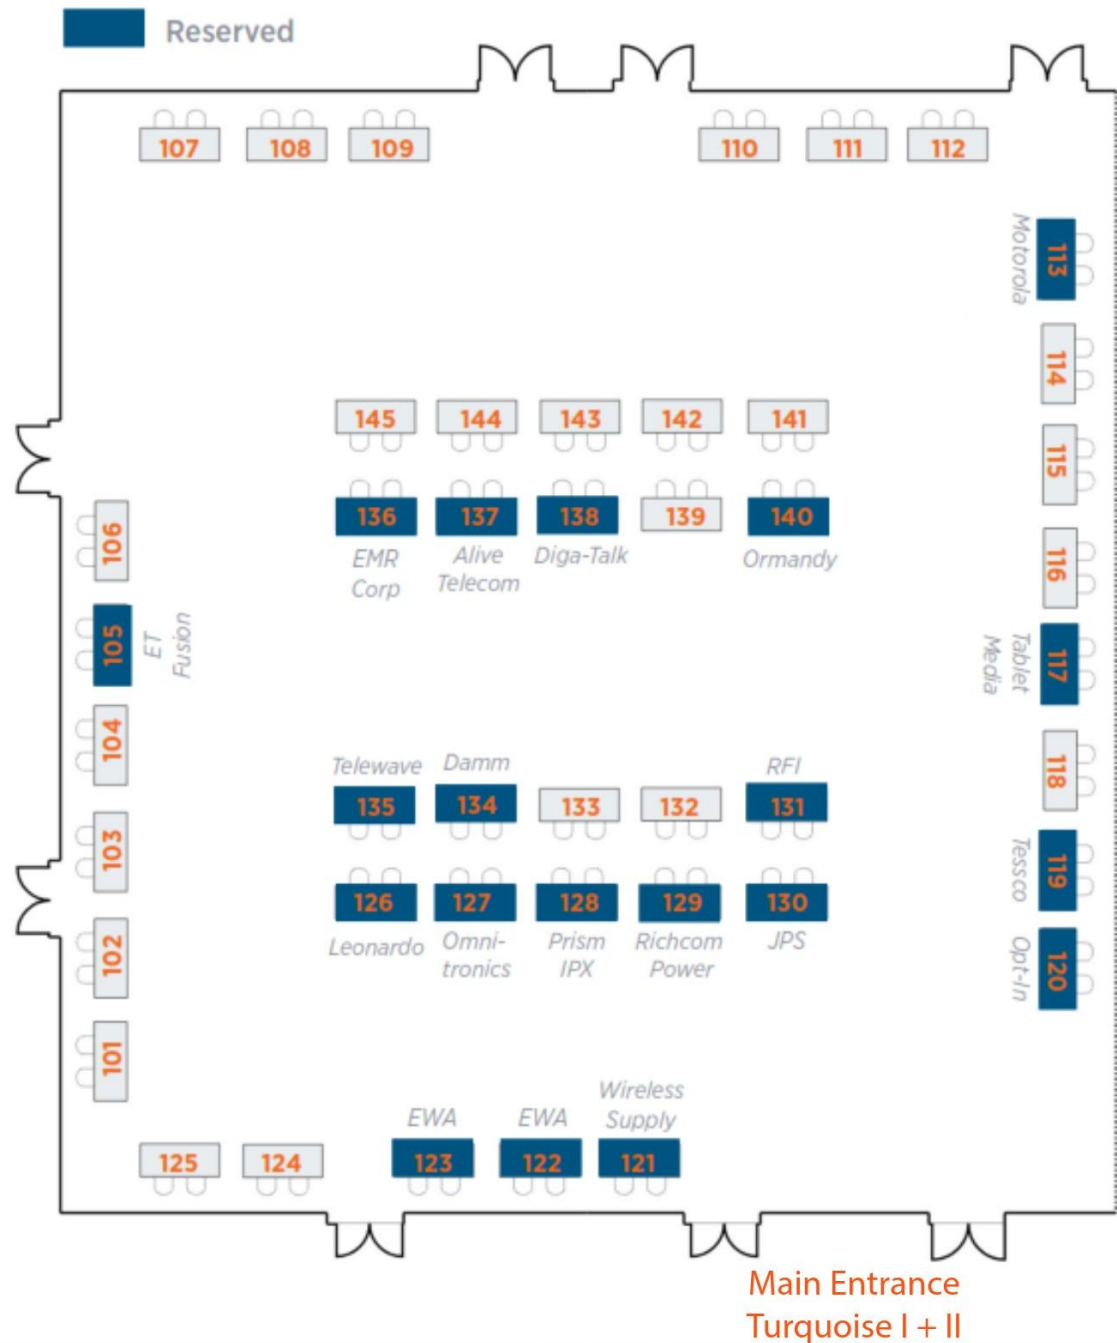 Reserved
107 108 109 110 111 112
113
Motorola
114
145 144 143 142 141
115
136 137 138 139 140
EMR
Corp
Alive
Telecom
Diga-Talk
Ormandy
106
116
105
ET
Fusion
117
Tablet
Media
104
118
Telewave Damm RFI
135 134 133 132 131
103
119
Tessco
126 127 128 129 130
Leonardo
Omni-
tronics
Prism
IPX
Richcom
Power
JPS
102
120
Opt-In
101
EWA EWA
Wireless
Supply
125 124 123 122 121
Main Entrance
Turquoise I + II